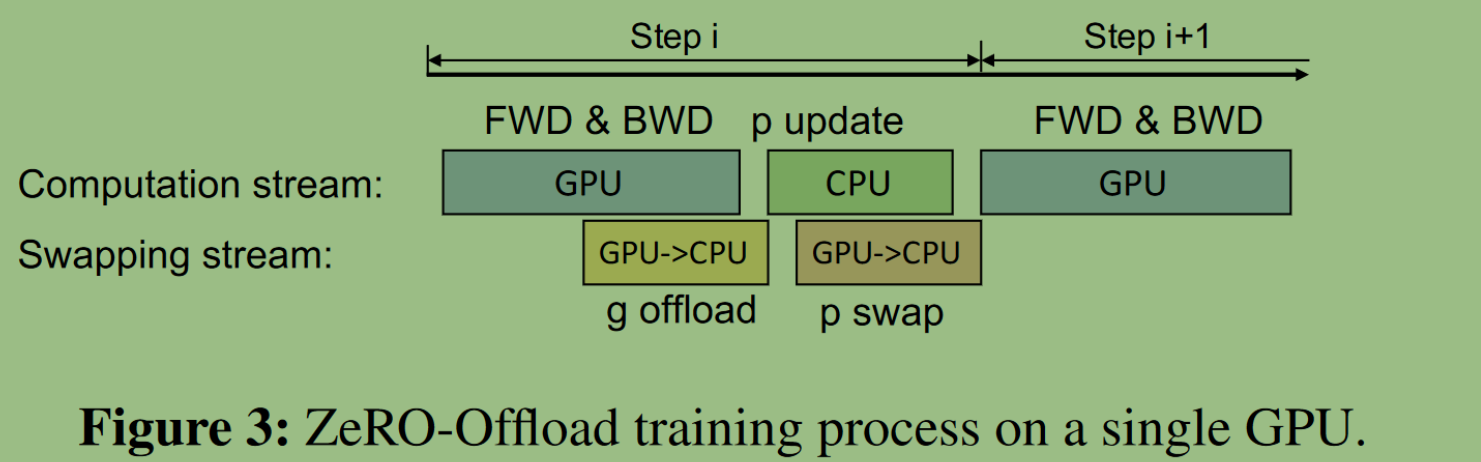 Step i Step i+1
FWD & BWD p update FWD & BWD
Computation stream: GPU CPU GPU
Swapping stream: GPU->CPU GPU->CPU
g offload p swap
Figure 3: ZeRO-Offload training process on a single GPU.